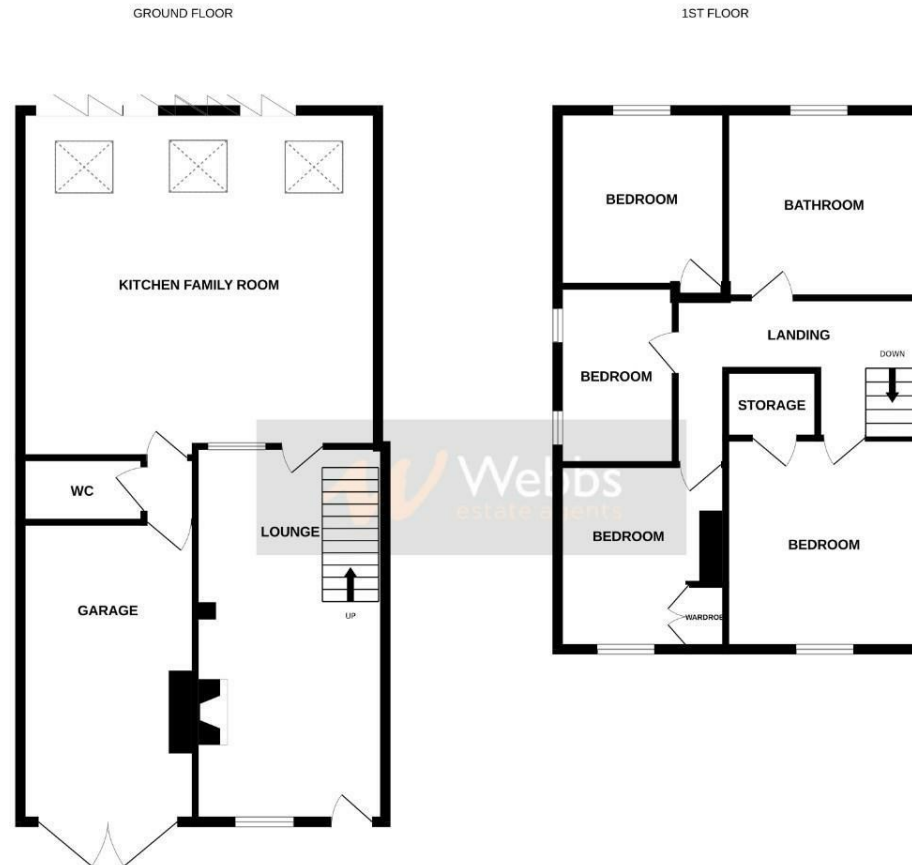 GROUND FLOOR
1ST FLOOR
KITCHEN FAMILY ROOM
WC
LOUNGE
GARAGE
UP
BEDROOM
BATHROOM
LANDING
DOWN
BEDROOM
STORAGE
BEDROOM
BEDROOM
WARDROBE
Webbs
estate agents